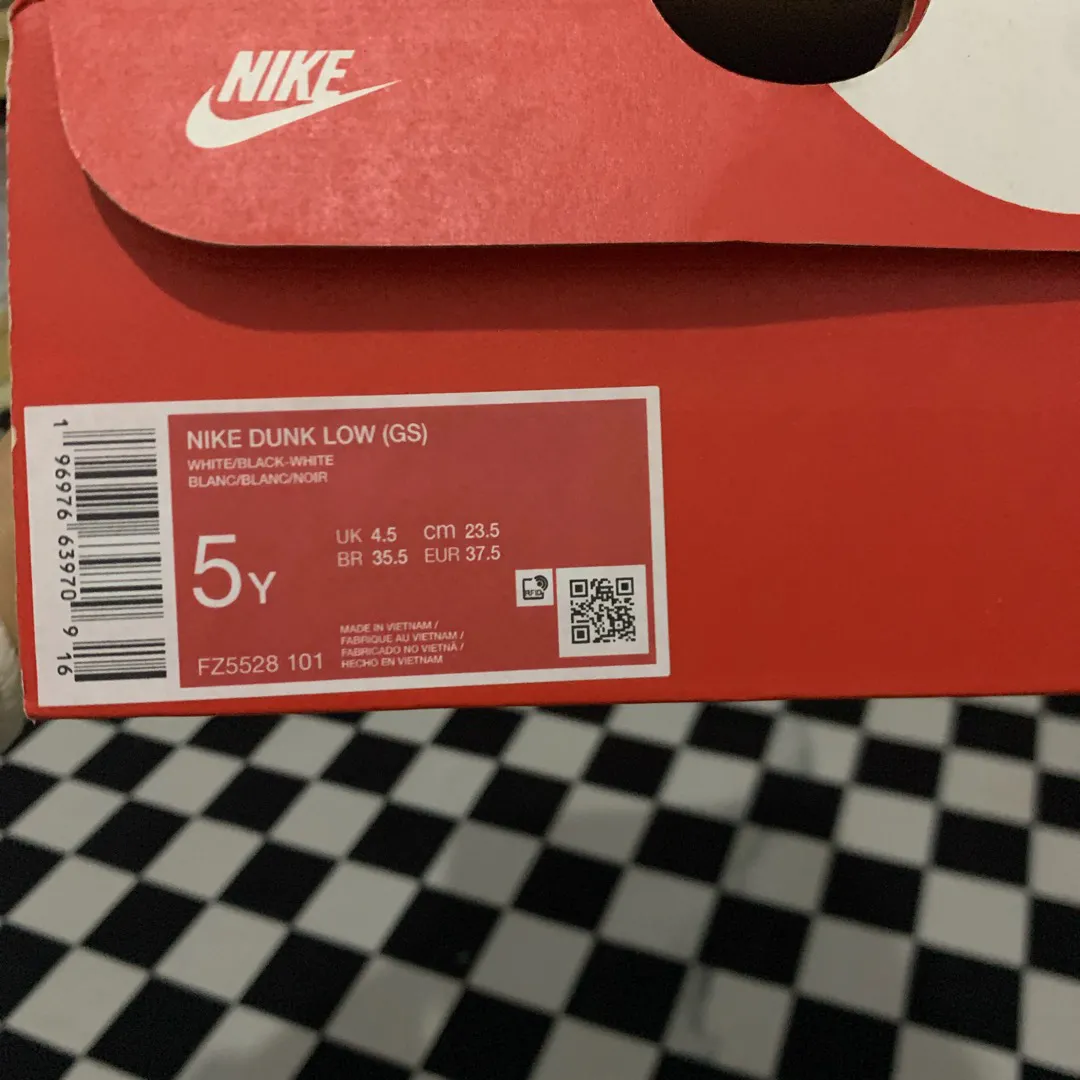 NIKE
NIKE DUNK LOW (GS)
WHITE/BLACK-WHITE
BLANC/BLANC/NOIR
5Y
UK 4.5 cm 23.5
BR 35.5 EUR 37.5
RFID
MADE IN VIETNAM /
FABRIQUE AU VIETNAM /
FABRICADO NO VIETNÃ /
HECHO EN VIETNAM
FZ5528 101
1 96976 63970 9 16